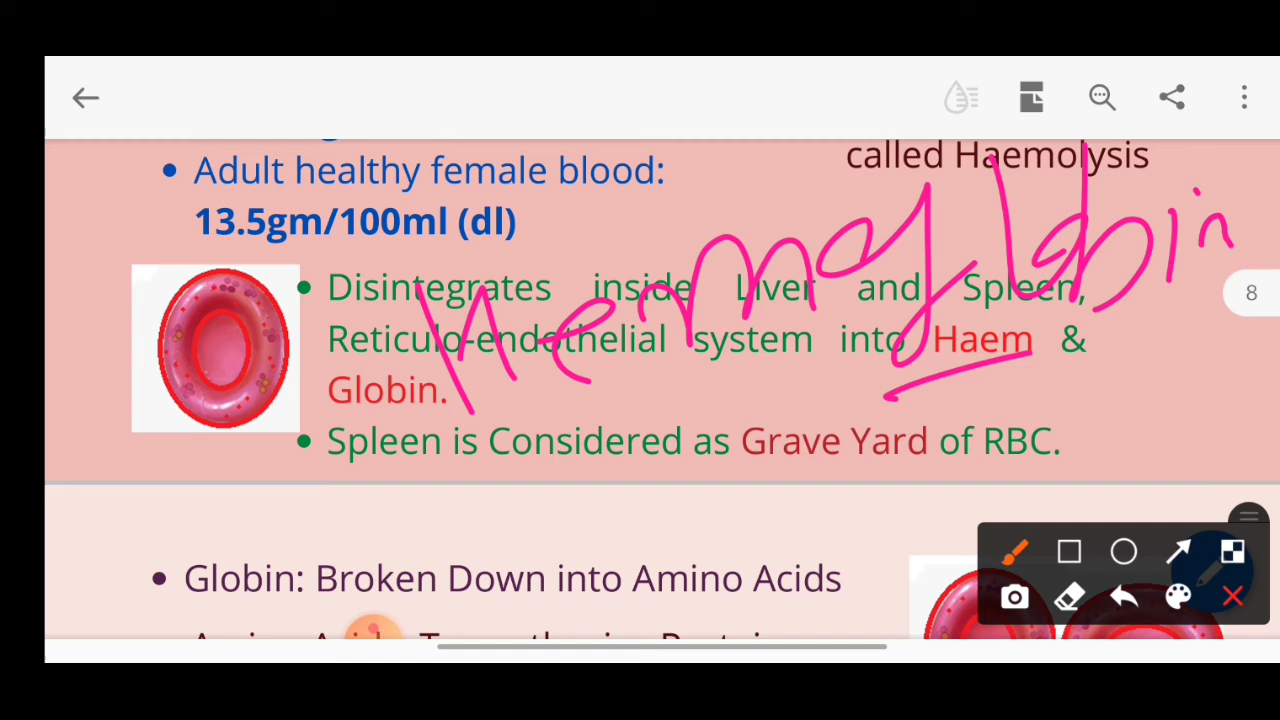 called Haemolysis
• Adult healthy female blood:
13.5gm/100ml (dl)
Hemoglobin
• Disintegrates inside Liver and Spleen,
Reticulo-endothelial system into Haem &
Globin.
8
• Spleen is Considered as Grave Yard of RBC.
• Globin: Broken Down into Amino Acids